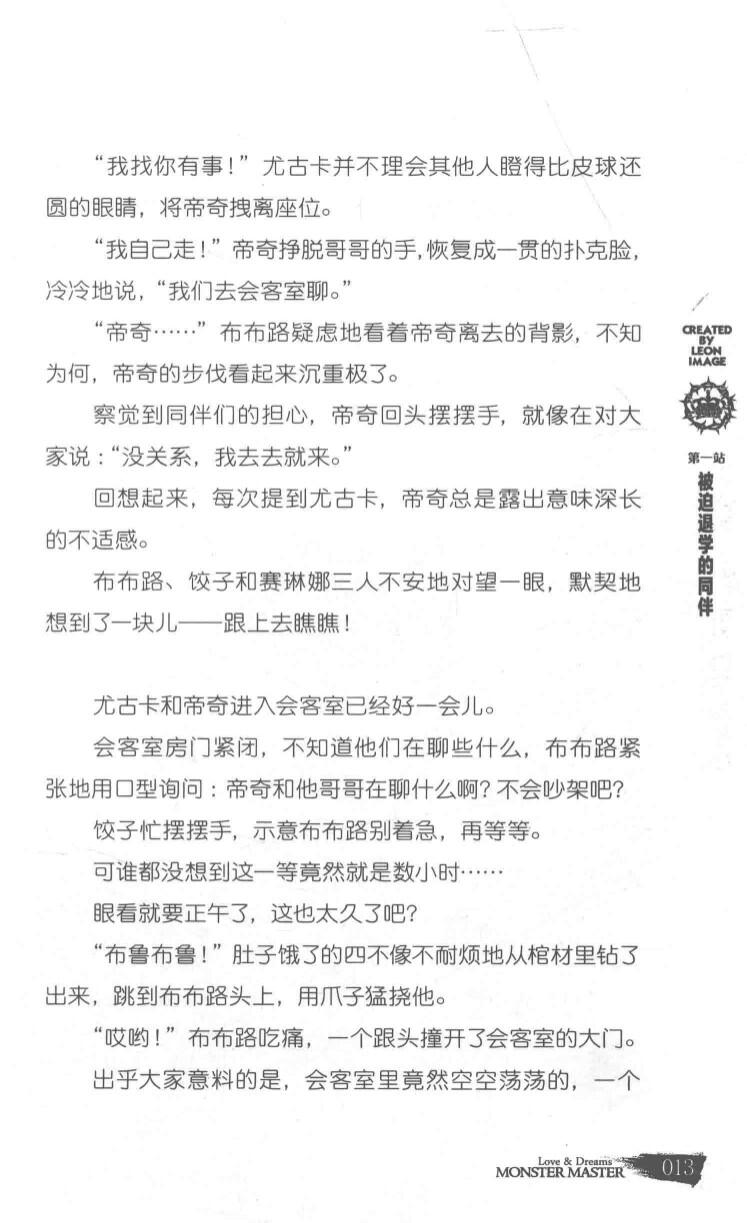 “我找你有事！”尤古卡并不理会其他人瞪得比皮球还
圆的眼睛，将帝奇拽离座位。
“我自己走！”帝奇挣脱哥哥的手，恢复成一贯的扑克脸，
冷冷地说，“我们去会客室聊。”
“帝奇……”布布路疑虑地看着帝奇离去的背影，不知
为何，帝奇的步伐看起来沉重极了。
察觉到同伴们的担心，帝奇回头摆摆手，就像在对大
家说：“没关系，我去去就来。”
回想起来，每次提到尤古卡，帝奇总是露出意味深长
的不适感。
布布路、饺子和赛琳娜三人不安地对望一眼，默契地
想到了一块儿——跟上去瞧瞧！
尤古卡和帝奇进入会客室已经好一会儿。
会客室房门紧闭，不知道他们在聊些什么，布布路紧
张地用口型询问：帝奇和他哥哥在聊什么啊？不会吵架吧？
饺子忙摆摆手，示意布布路别着急，再等等。
可谁都没想到这一等竟然就是数小时……
眼看就要正午了，这也太久了吧？
“布鲁布鲁！”肚子饿了的四不像不耐烦地从棺材里钻了
出来，跳到布布路头上，用爪子猛挠他。
“哎哟！”布布路吃痛，一个跟头撞开了会客室的大门。
出乎大家意料的是，会客室里竟然空空荡荡的，一个
CREATED
BY
LEON
IMAGE
第一站
被迫退学的同伴
Love & Dreams
MONSTER MASTER
013